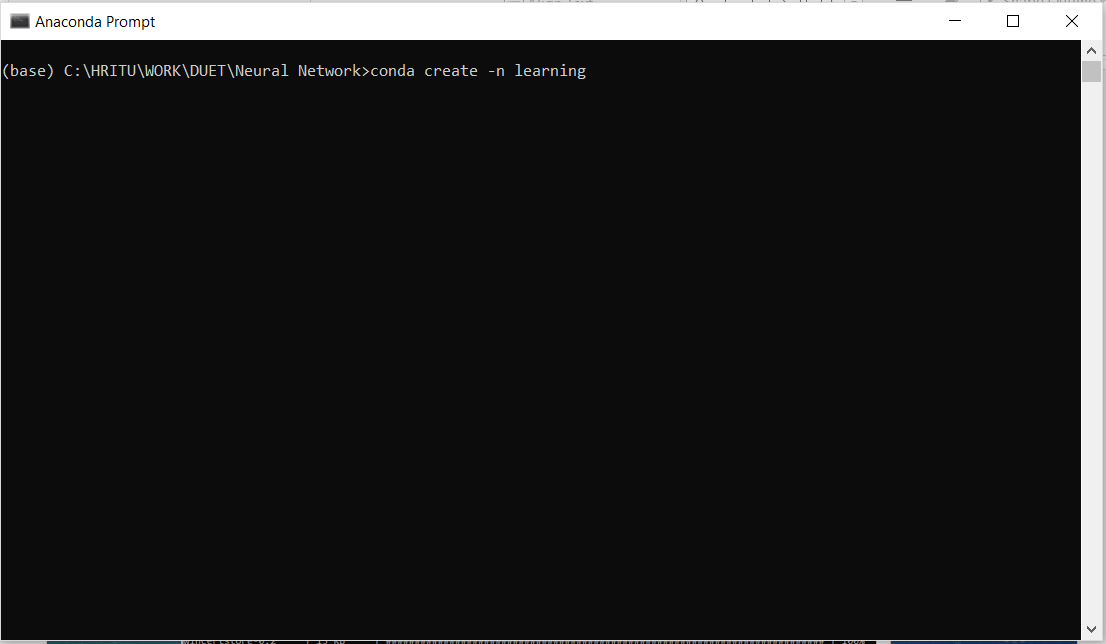 Anaconda Prompt
(base) C:\HRITU\WORK\DUET\Neural Network>conda create -n learning